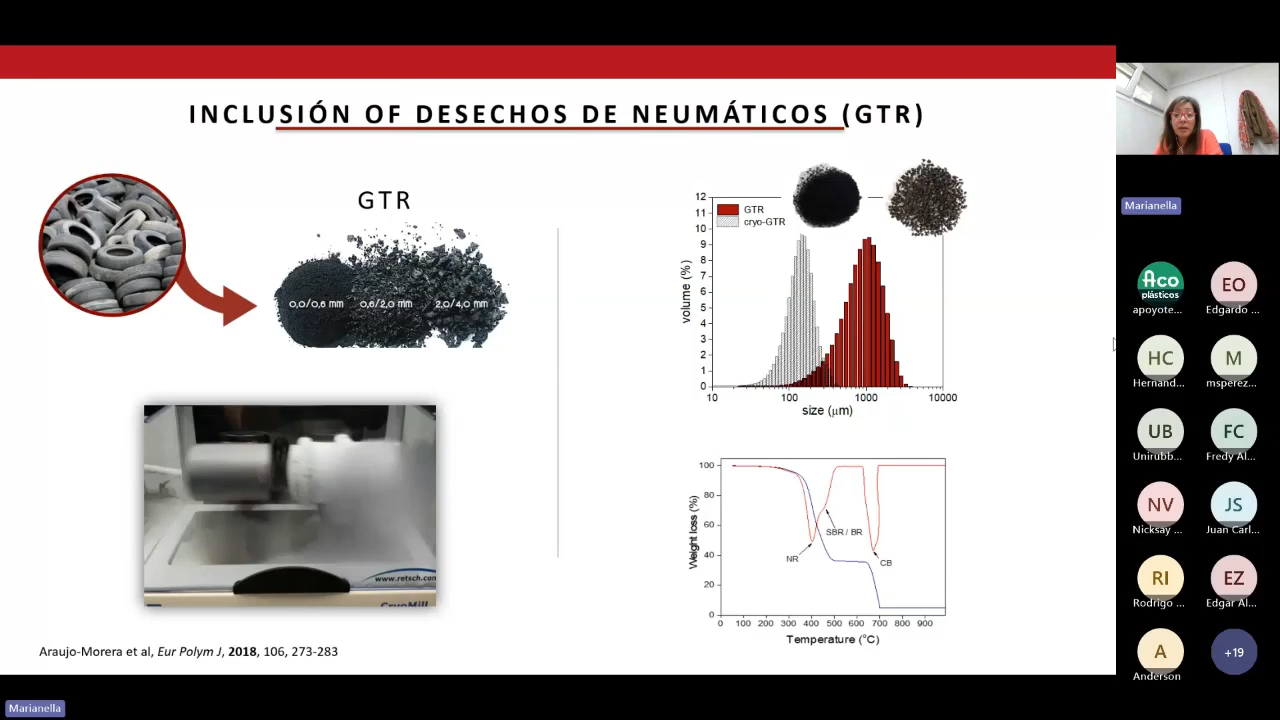 INCLUSIÓN OF DESECHOS DE NEUMÁTICOS (GTR)
GTR
0,0/0,6 mm 0,6/2,0 mm 2,0/4,0 mm
www.retsch.com
CryoMill
Araujo-Morera et al, Eur Polym J, 2018, 106, 273-283
GTR
cryo-GTR
12
11
10
9
8
7
6
5
4
3
2
1
0
volume (%)
10 100 1000 10000
size (µm)
100
80
60
40
20
0
Weight loss (%)
NR
SBR / BR
CB
0 100 200 300 400 500 600 700 800 900
Temperature (°C)
Marianella
Aco
plásticos
apoyote...
EO
Edgardo ...
HC
Hernand...
M
msperez...
UB
Unirubb...
FC
Fredy Al...
NV
Nicksay ...
JS
Juan Carl...
RI
Rodrigo ...
EZ
Edgar Al...
A
Anderson
+19
Marianella